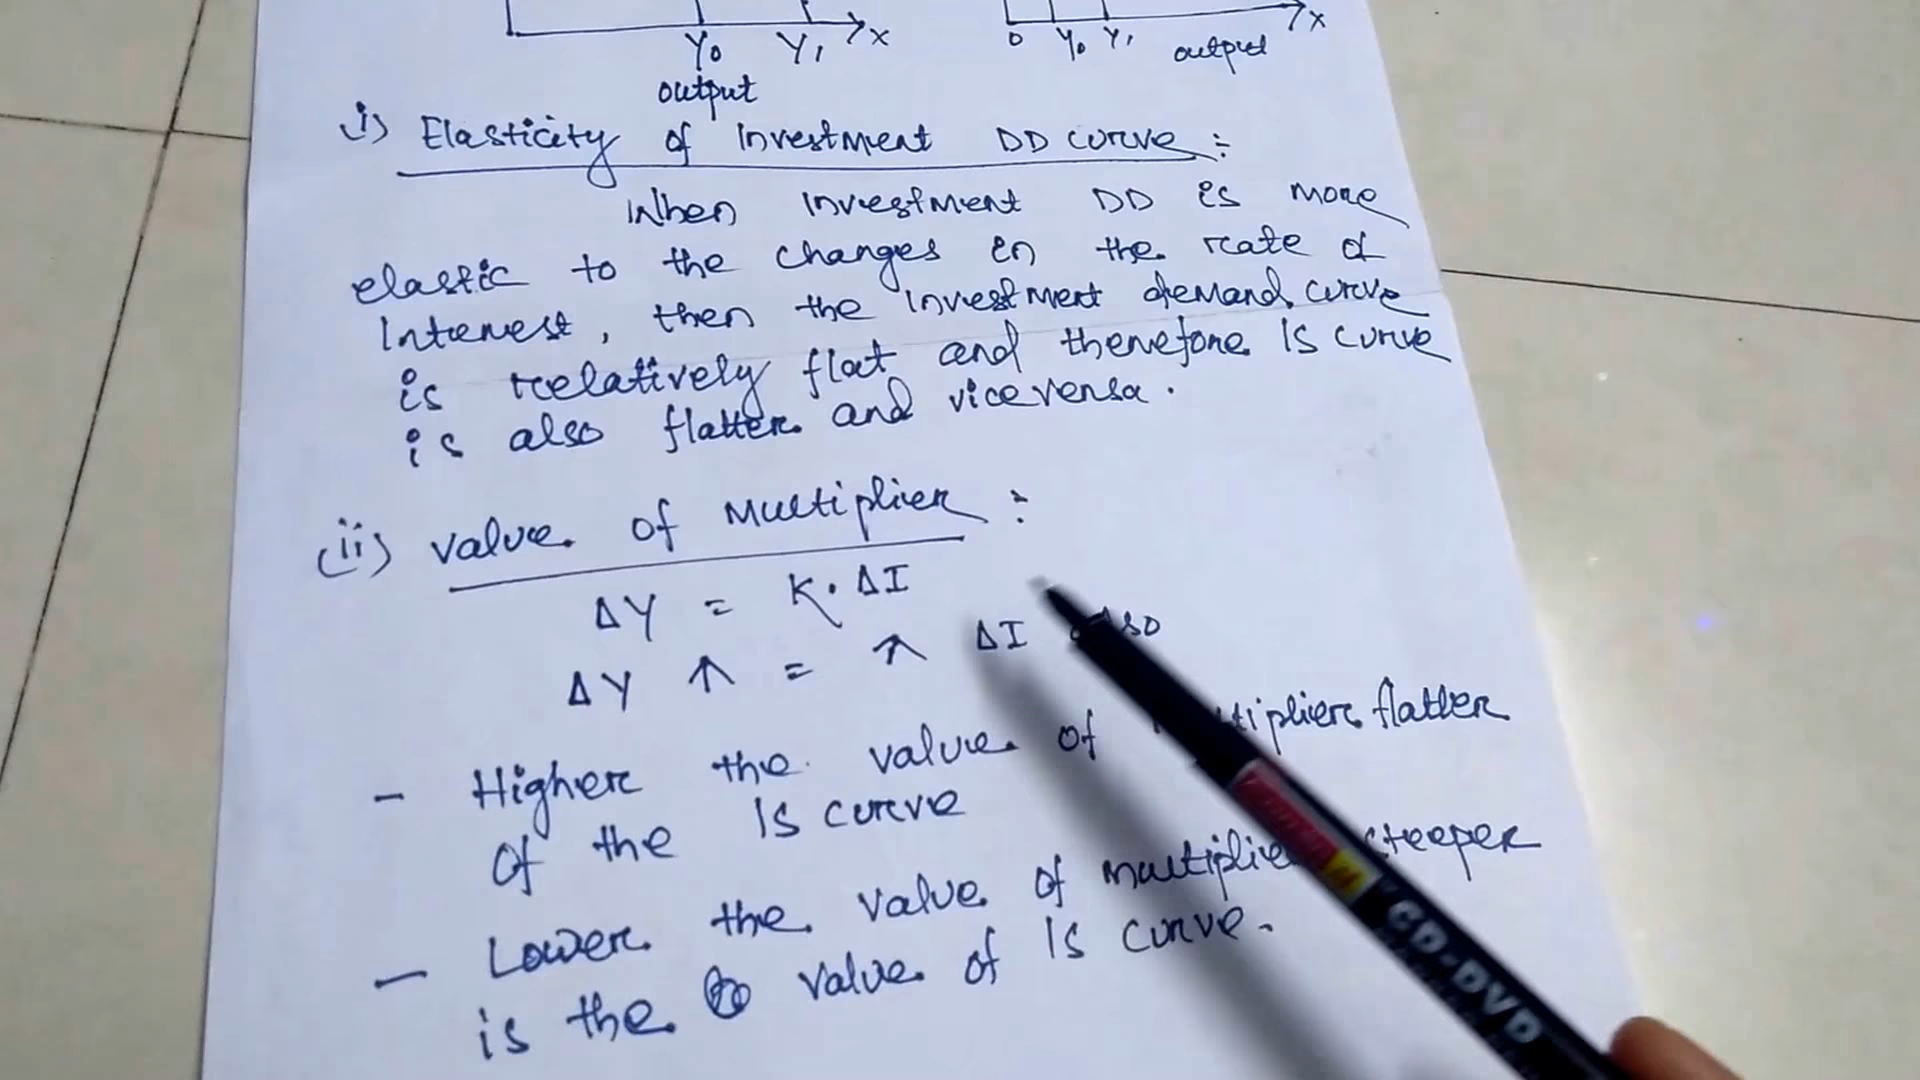 Y0 Y1 X
output
0 Y0 Y1 output X
(i) Elasticity of Investment DD curve :
When investment DD is more
elastic to the changes in the rate of
Interest, then the investment demand curve
is relatively flat and therefore IS curve
is also flatter and viceversa.
(ii) Value of Multiplier :
ΔY = K. ΔI
ΔY ↑ = ↑ ΔI
- Higher the value of flatter
of the IS curve
- Lower the value of multiplier steeper
is the value of IS curve.
CD-DVD